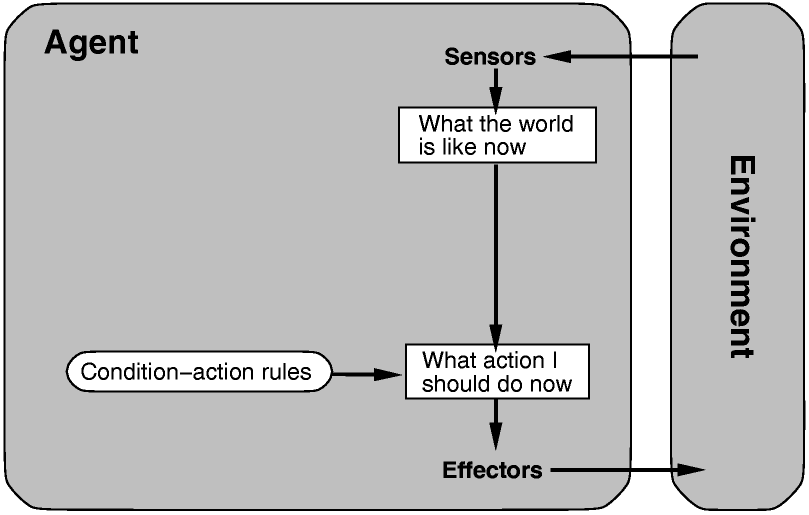 Agent
Sensors
What the world
is like now
Condition–action rules
What action I
should do now
Effectors
Environment